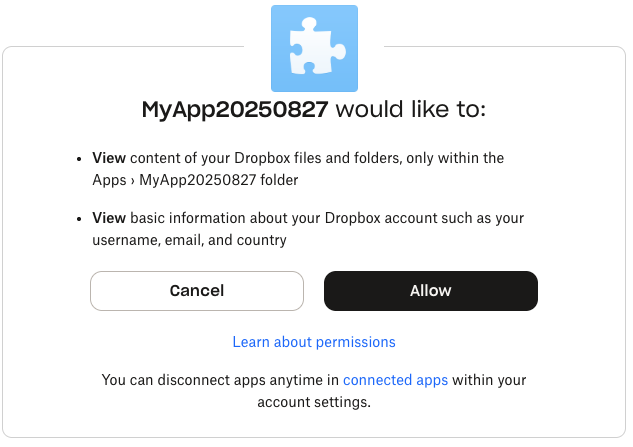 MyApp20250827 would like to:
• View content of your Dropbox files and folders, only within the
Apps › MyApp20250827 folder
• View basic information about your Dropbox account such as your
username, email, and country
Cancel
Allow
Learn about permissions
You can disconnect apps anytime in connected apps within your
account settings.